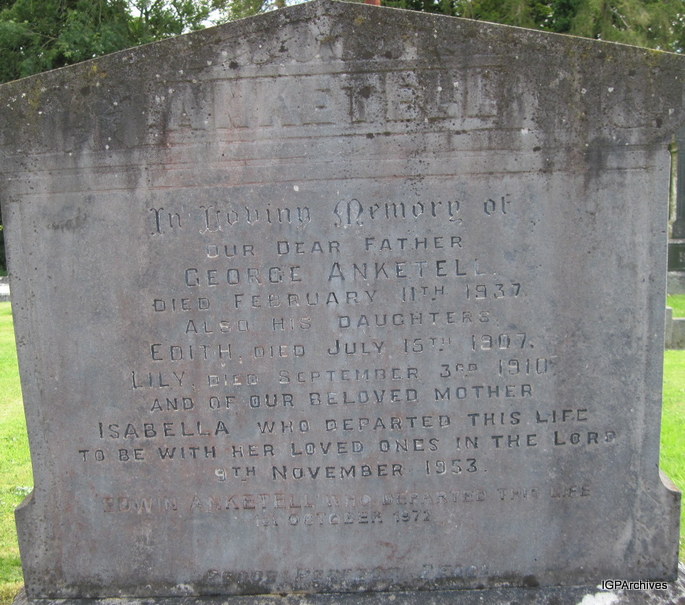 ANKETELL
In Loving Memory of
OUR DEAR FATHER
GEORGE ANKETELL.
DIED FEBRUARY 11TH 1937.
ALSO HIS DAUGHTERS
EDITH, DIED JULY 15TH 1907.
LILY, DIED SEPTEMBER 3RD 1910
AND OF OUR BELOVED MOTHER
ISABELLA WHO DEPARTED THIS LIFE
TO BE WITH HER LOVED ONES IN THE LORD
9TH NOVEMBER 1953.
EDWIN ANKETELL WHO DEPARTED THIS LIFE
OCTOBER 1972
IGPArchives